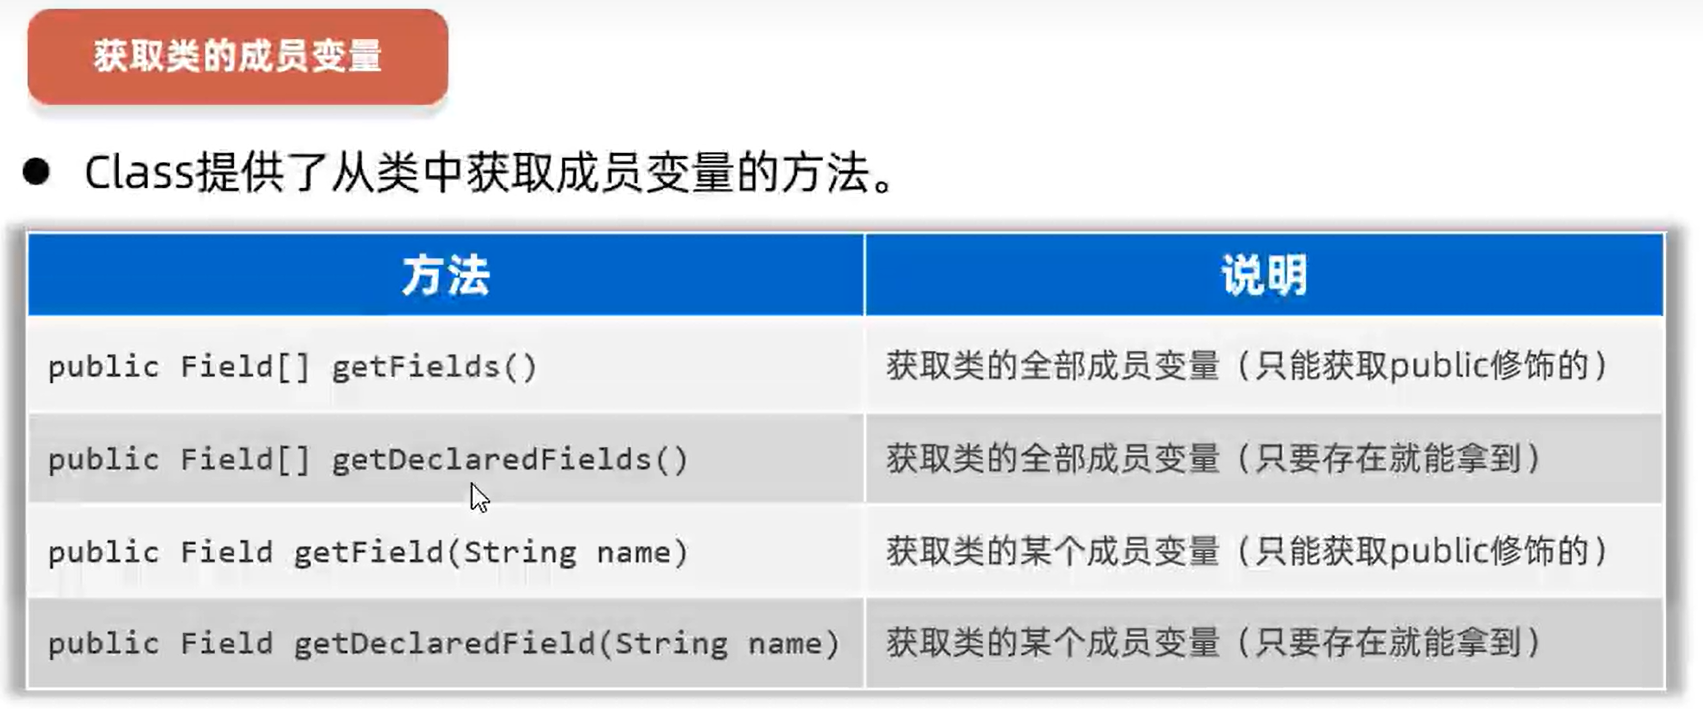 获取类的成员变量
● Class提供了从类中获取成员变量的方法。
方法 说明
public Field[] getFields() 获取类的全部成员变量（只能获取public修饰的）
public Field[] getDeclaredFields() 获取类的全部成员变量（只要存在就能拿到）
public Field getField(String name) 获取类的某个成员变量（只能获取public修饰的）
public Field getDeclaredField(String name) 获取类的某个成员变量（只要存在就能拿到）